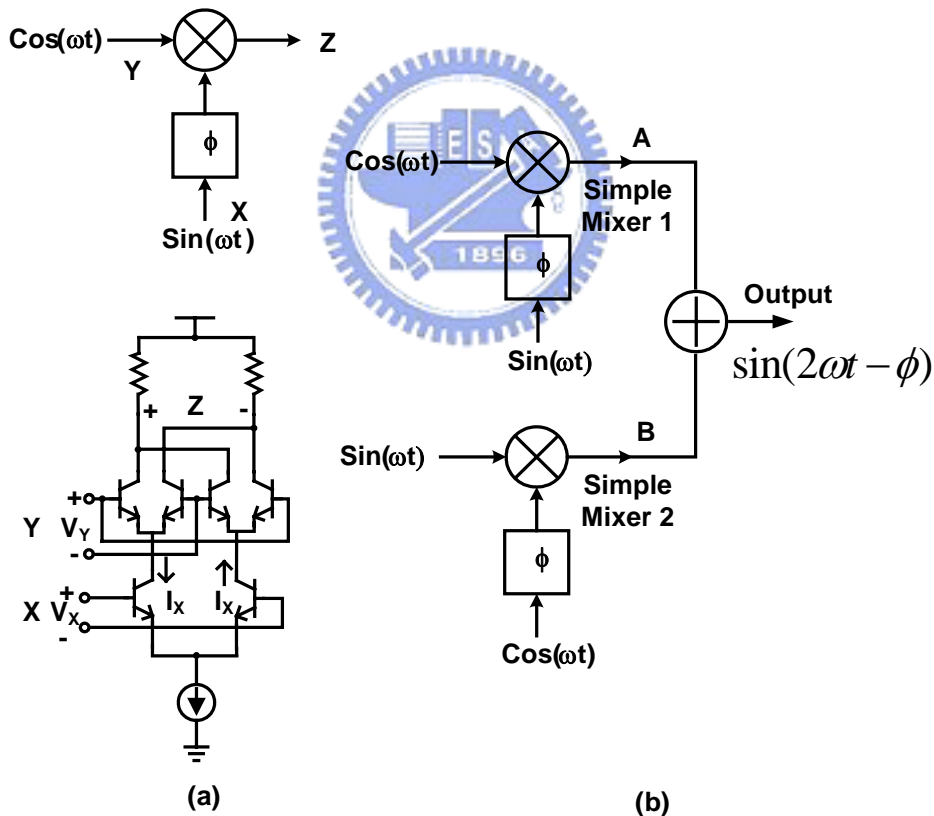 Cos(ωt)
Y
Z
ϕ
X
Sin(ωt)
Cos(ωt)
A
Simple
Mixer 1
ES
1896
ϕ
Sin(ωt)
Output
sin(2ωt − ϕ)
Sin(ωt)
B
Simple
Mixer 2
ϕ
Cos(ωt)
+ Z -
+
Y V_Y
-
I_X I_X
+
X V_X
-
(a)
(b)